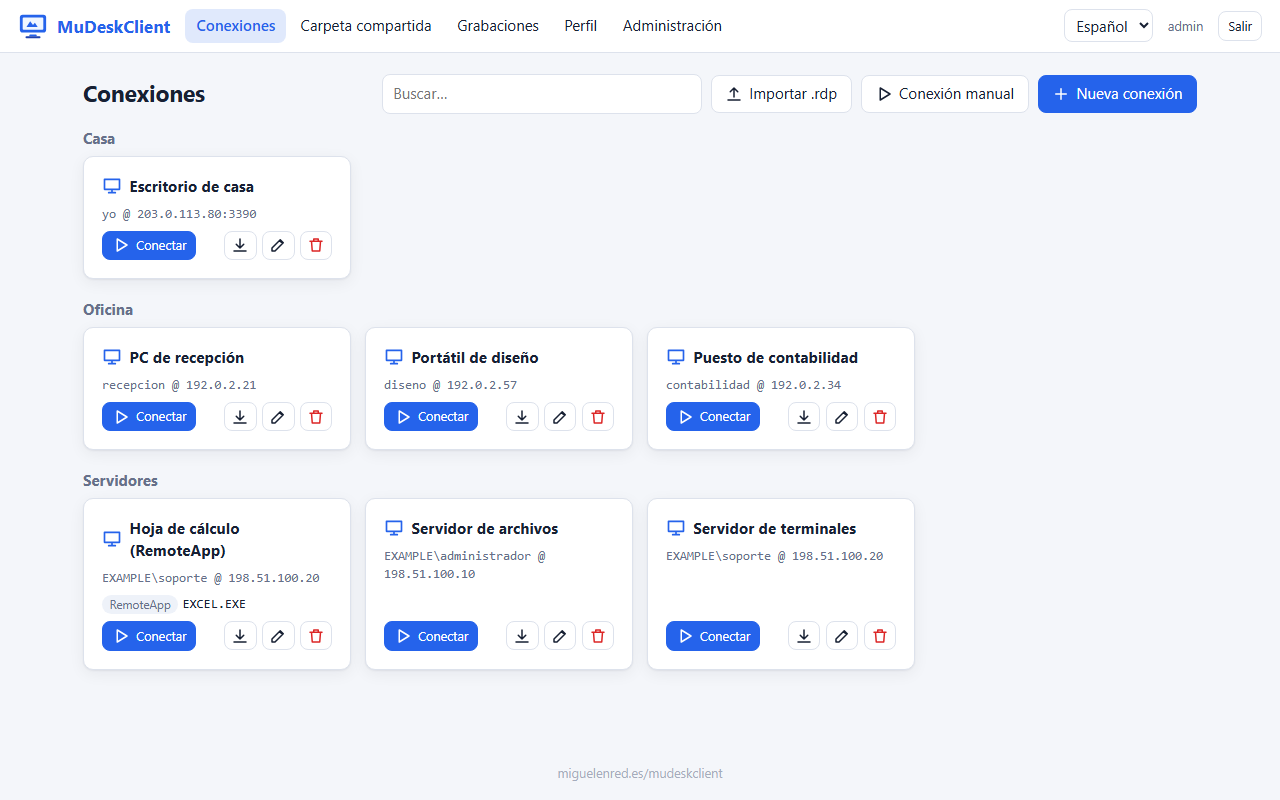 MuDeskClient Conexiones Carpeta compartida Grabaciones Perfil Administración Español admin Salir
Conexiones Buscar... Importar .rdp Conexión manual Nueva conexión
Casa
Escritorio de casa
yo @ 203.0.113.80:3390
Conectar
Oficina
PC de recepción
recepcion @ 192.0.2.21
Conectar
Portátil de diseño
diseno @ 192.0.2.57
Conectar
Puesto de contabilidad
contabilidad @ 192.0.2.34
Conectar
Servidores
Hoja de cálculo
(RemoteApp)
EXAMPLE\soporte @ 198.51.100.20
RemoteApp EXCEL.EXE
Conectar
Servidor de archivos
EXAMPLE\administrador @
198.51.100.10
Conectar
Servidor de terminales
EXAMPLE\soporte @ 198.51.100.20
Conectar
miguelenred.es/mudeskclient